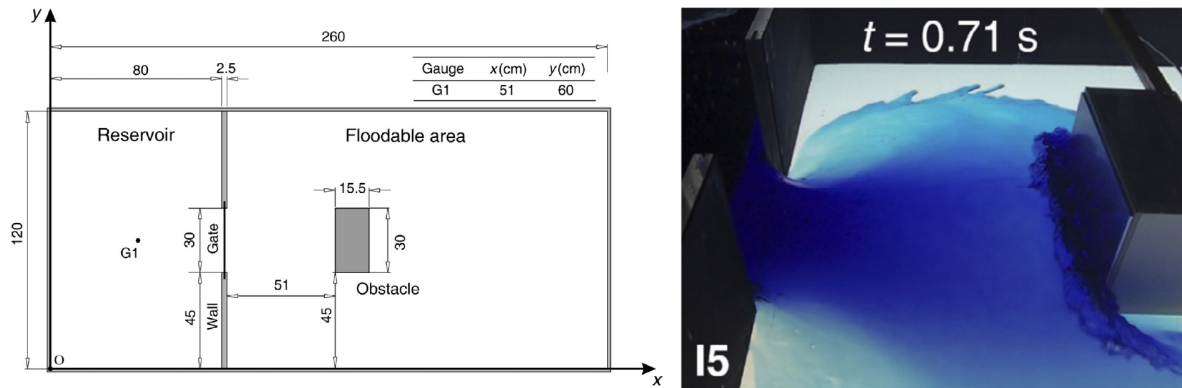 y
260
80 2.5
Gauge x(cm) y(cm)
G1 51 60
Reservoir Floodable area
15.5
120
G1
30
Gate
30
51
Obstacle
45
Wall
45
O
x
t = 0.71 s
I5